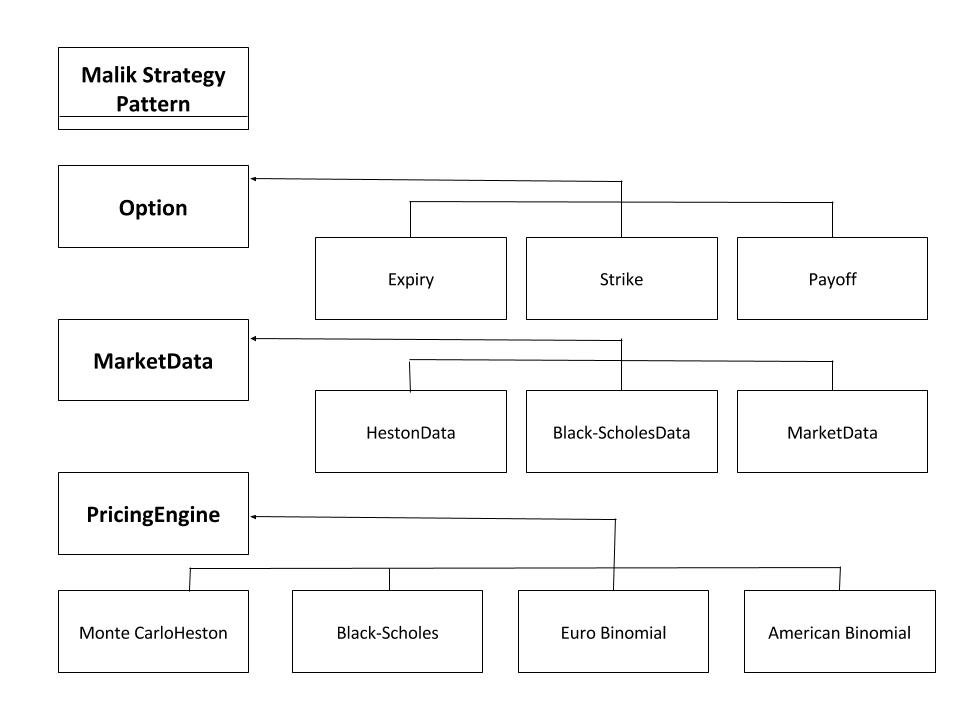 Malik Strategy
Pattern
Option
Expiry
Strike
Payoff
MarketData
HestonData
Black-ScholesData
MarketData
PricingEngine
Monte CarloHeston
Black-Scholes
Euro Binomial
American Binomial